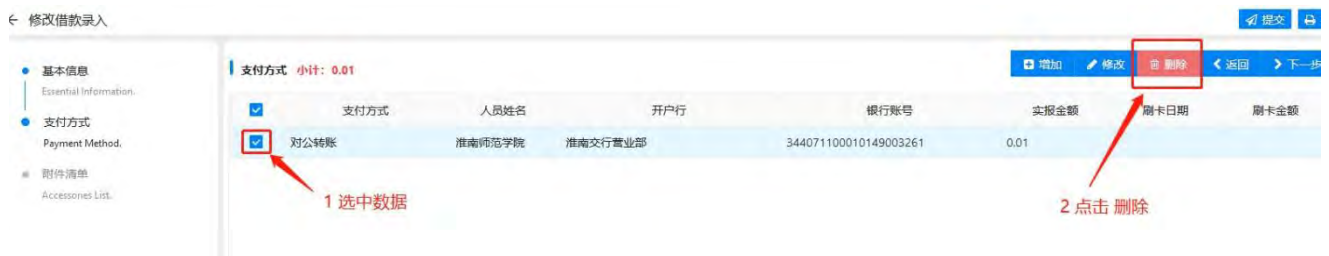 修改借款录入
提交
基本信息
Essential Information.
支付方式
Payment Method.
附件清单
Accessones List.
支付方式 小计: 0.01
增加 修改 删除 返回 下一步
支付方式 人员姓名 开户行 银行账号 实报金额 刷卡日期 刷卡金额
对公转账 淮南师范学院 淮南交行营业部 344071100010149003261 0.01
1 选中数据
2 点击 删除